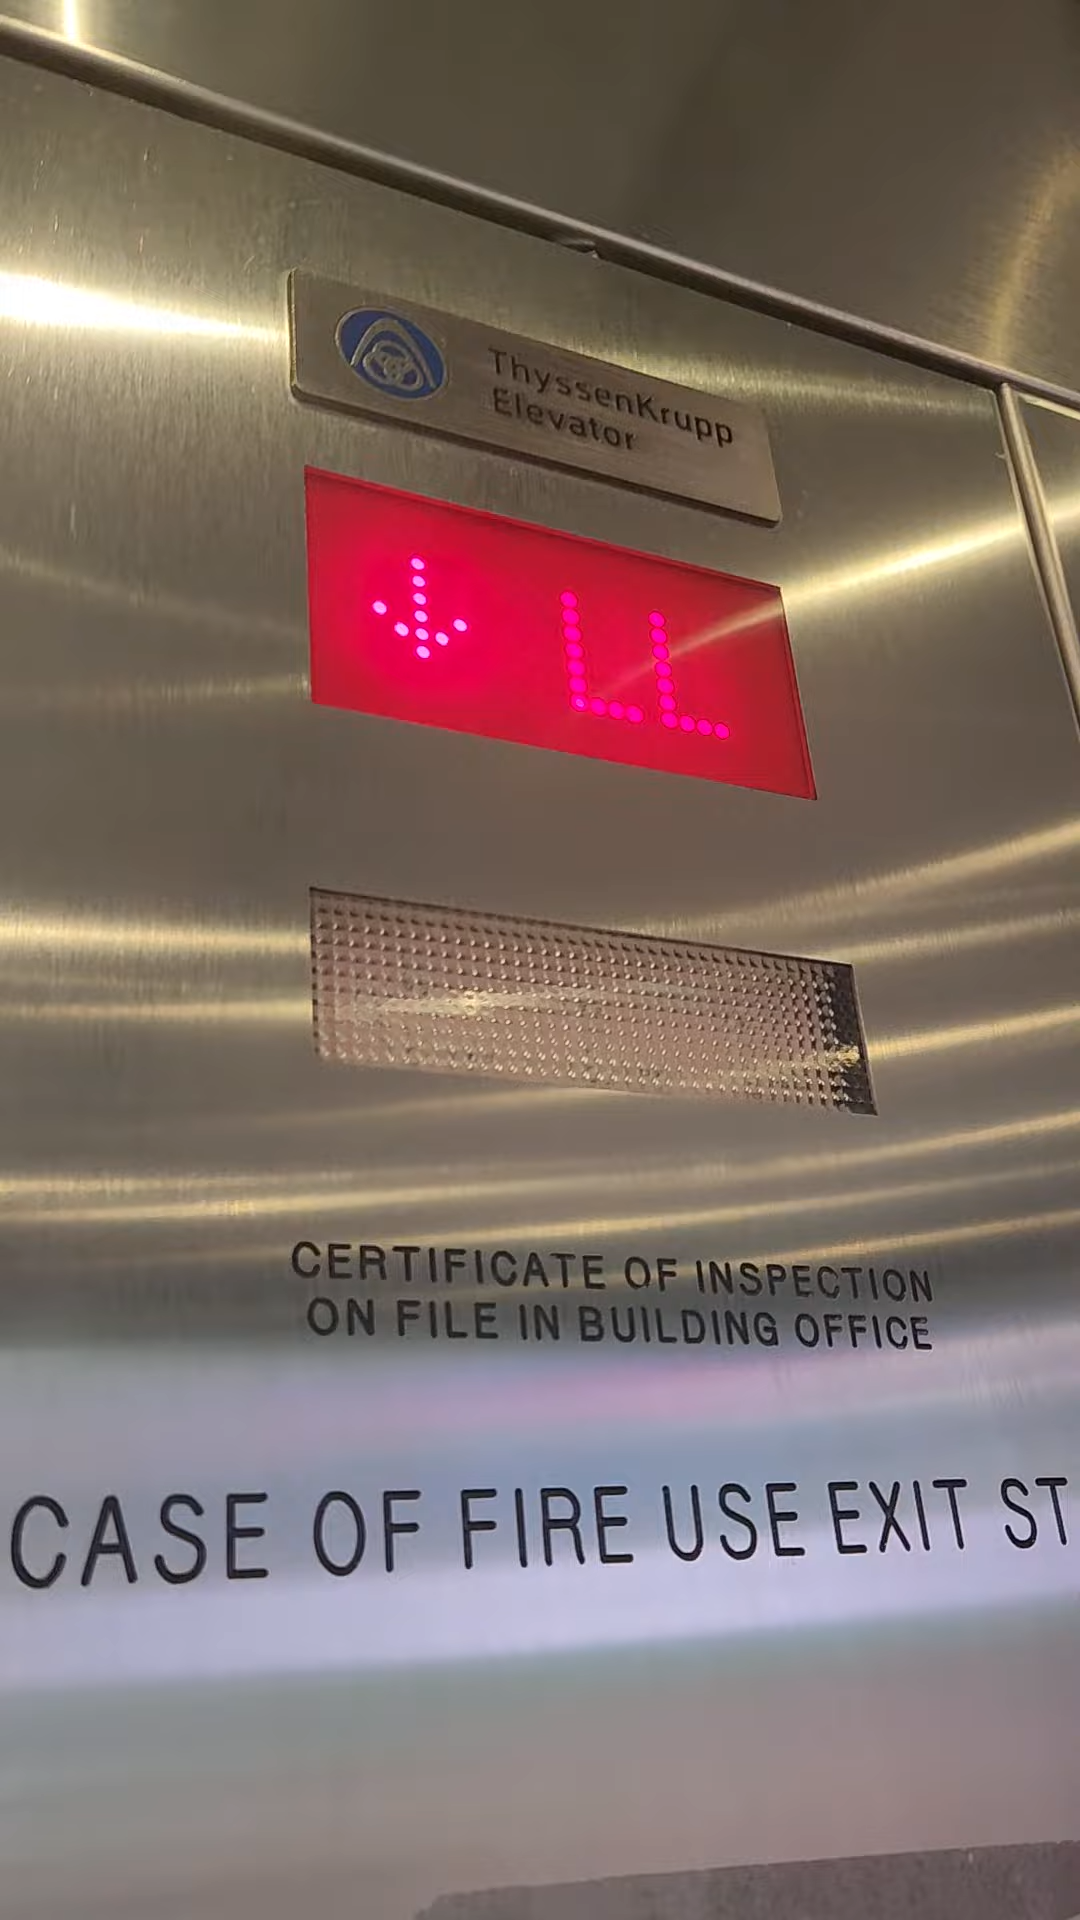 ThyssenKrupp
Elevator
↓ LL
CERTIFICATE OF INSPECTION
ON FILE IN BUILDING OFFICE
CASE OF FIRE USE EXIT ST